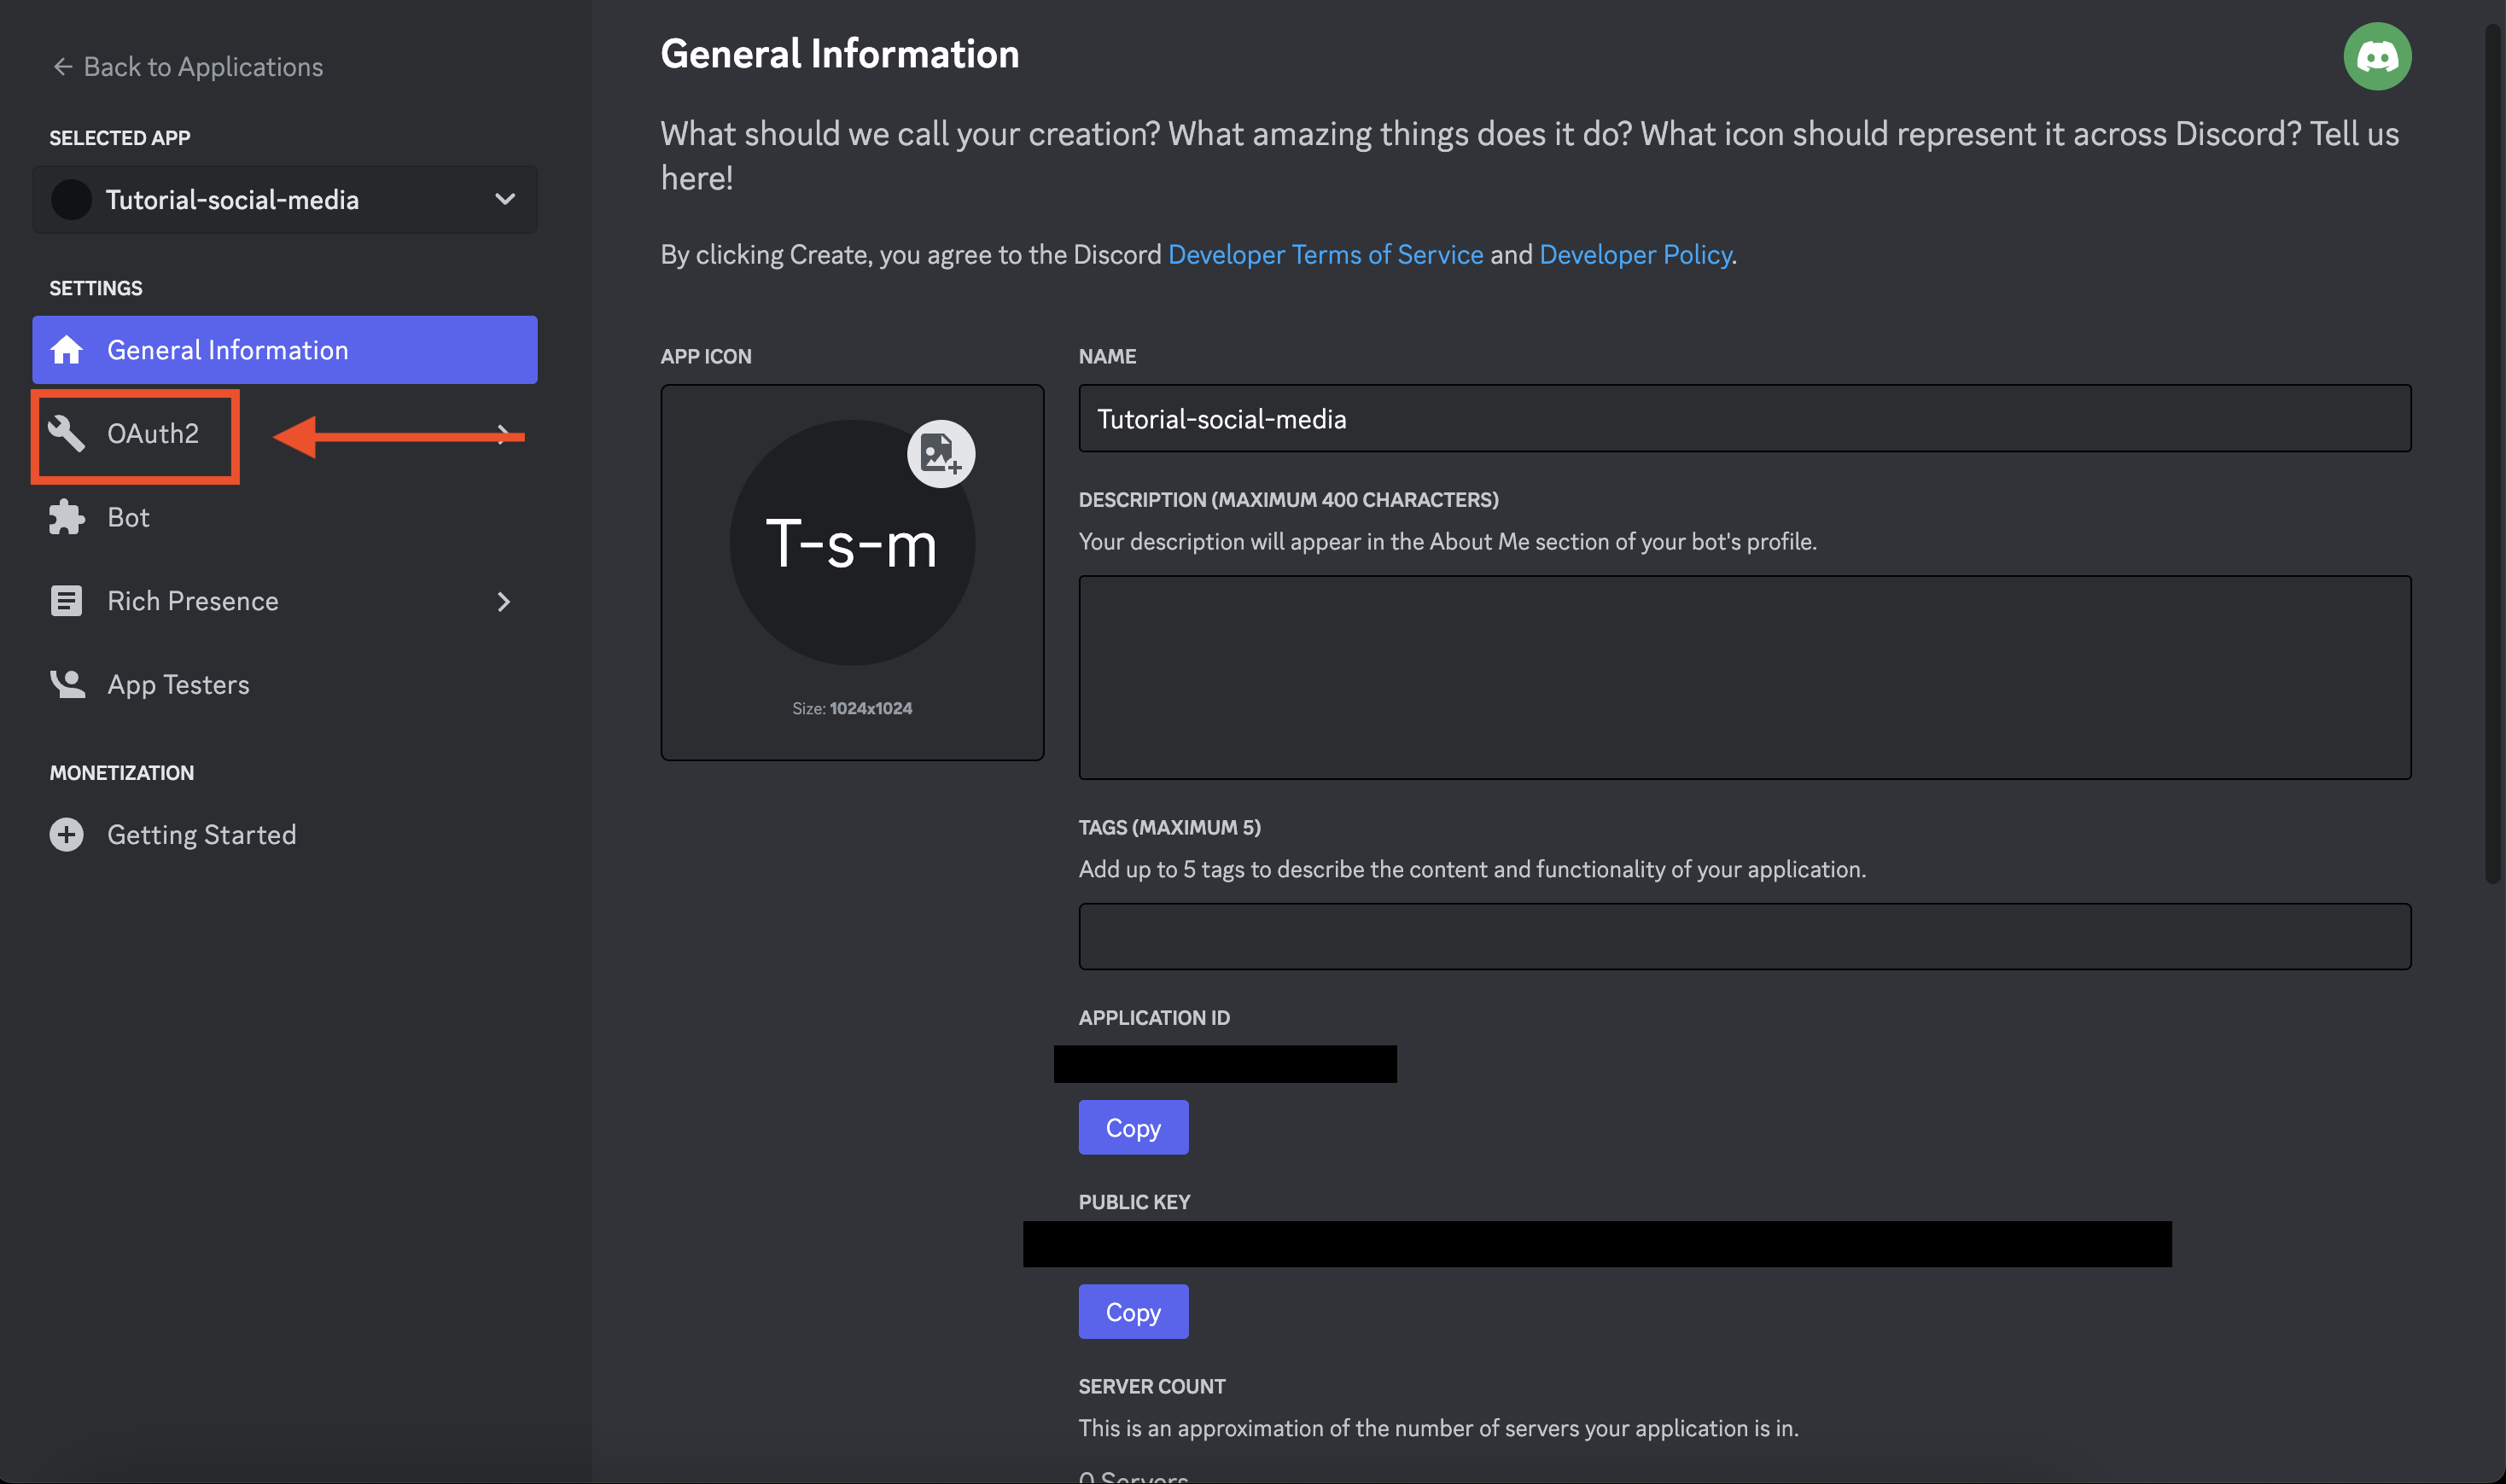 Back to Applications
SELECTED APP
Tutorial-social-media
SETTINGS
General Information
OAuth2
Bot
Rich Presence
App Testers
MONETIZATION
Getting Started
General Information
What should we call your creation? What amazing things does it do? What icon should represent it across Discord? Tell us
here!
By clicking Create, you agree to the Discord Developer Terms of Service and Developer Policy.
APP ICON
T-s-m
Size: 1024x1024
NAME
Tutorial-social-media
DESCRIPTION (MAXIMUM 400 CHARACTERS)
Your description will appear in the About Me section of your bot's profile.
TAGS (MAXIMUM 5)
Add up to 5 tags to describe the content and functionality of your application.
APPLICATION ID
Copy
PUBLIC KEY
Copy
SERVER COUNT
This is an approximation of the number of servers your application is in.
0 Servers